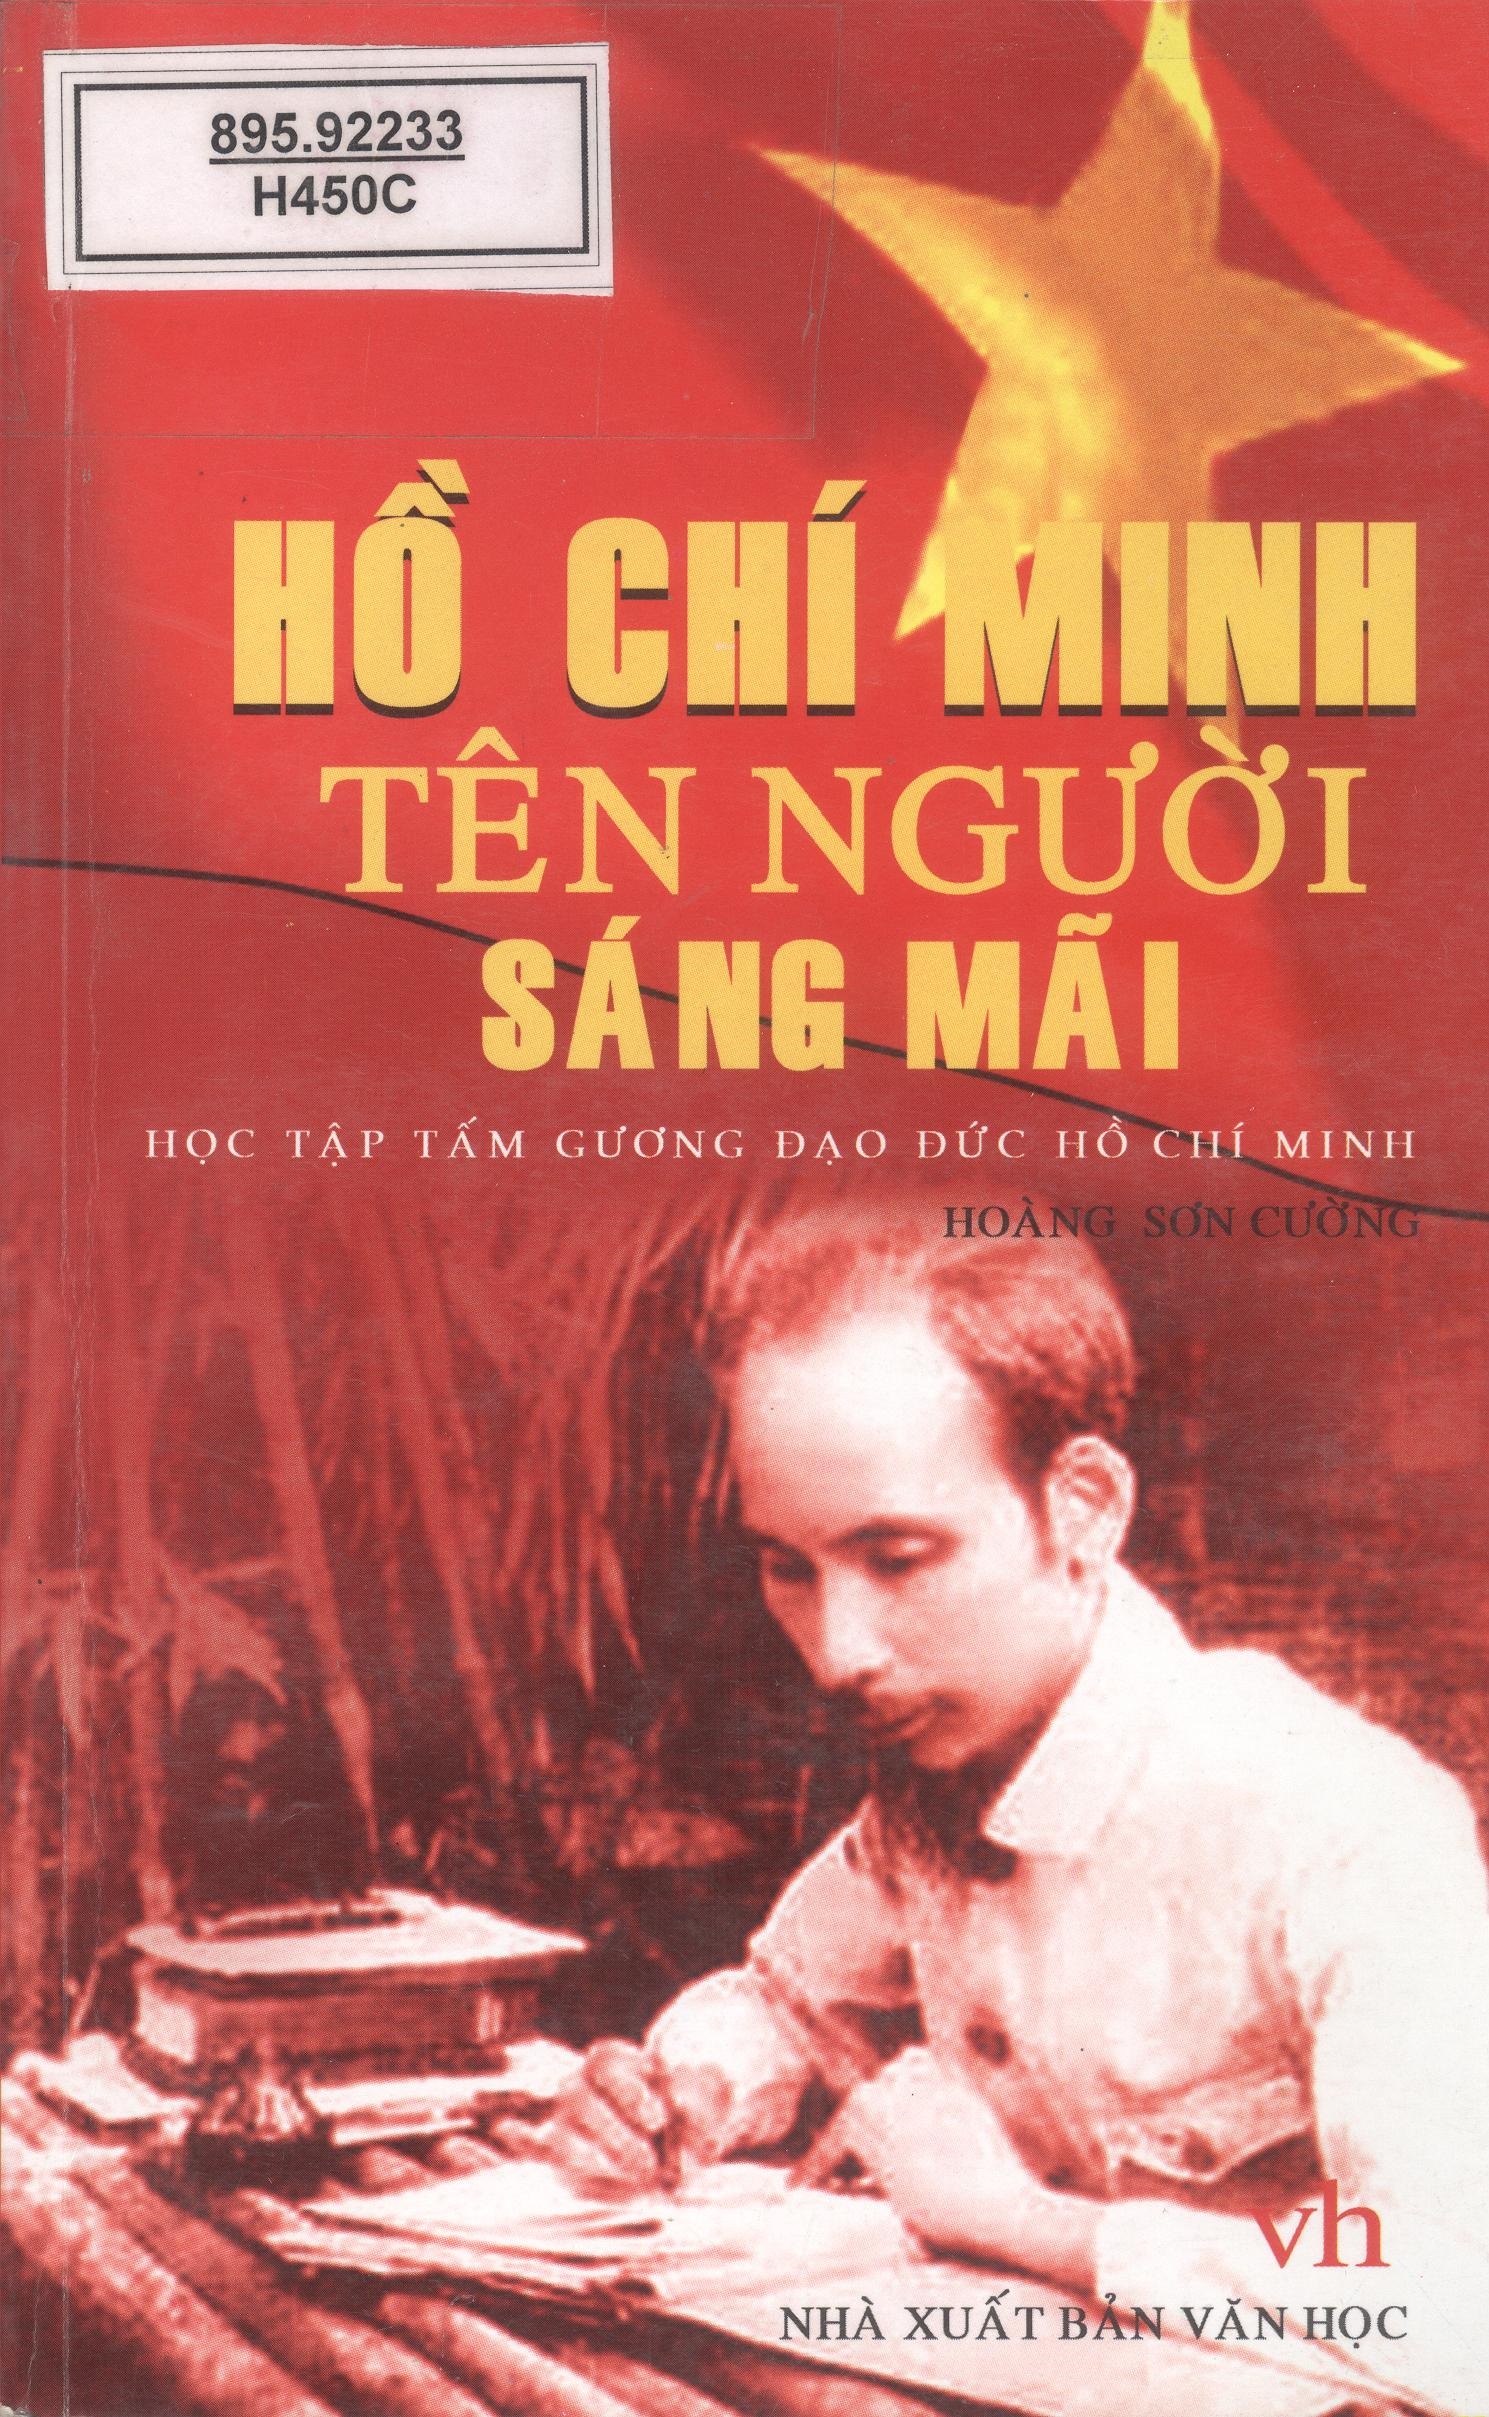 895.92233
H450C
HỒ CHÍ MINH
TÊN NGƯỜI
SÁNG MÃI
HỌC TẬP TẤM GƯƠNG ĐẠO ĐỨC HỒ CHÍ MINH
HOÀNG SƠN CƯỜNG
vh
NHÀ XUẤT BẢN VĂN HỌC